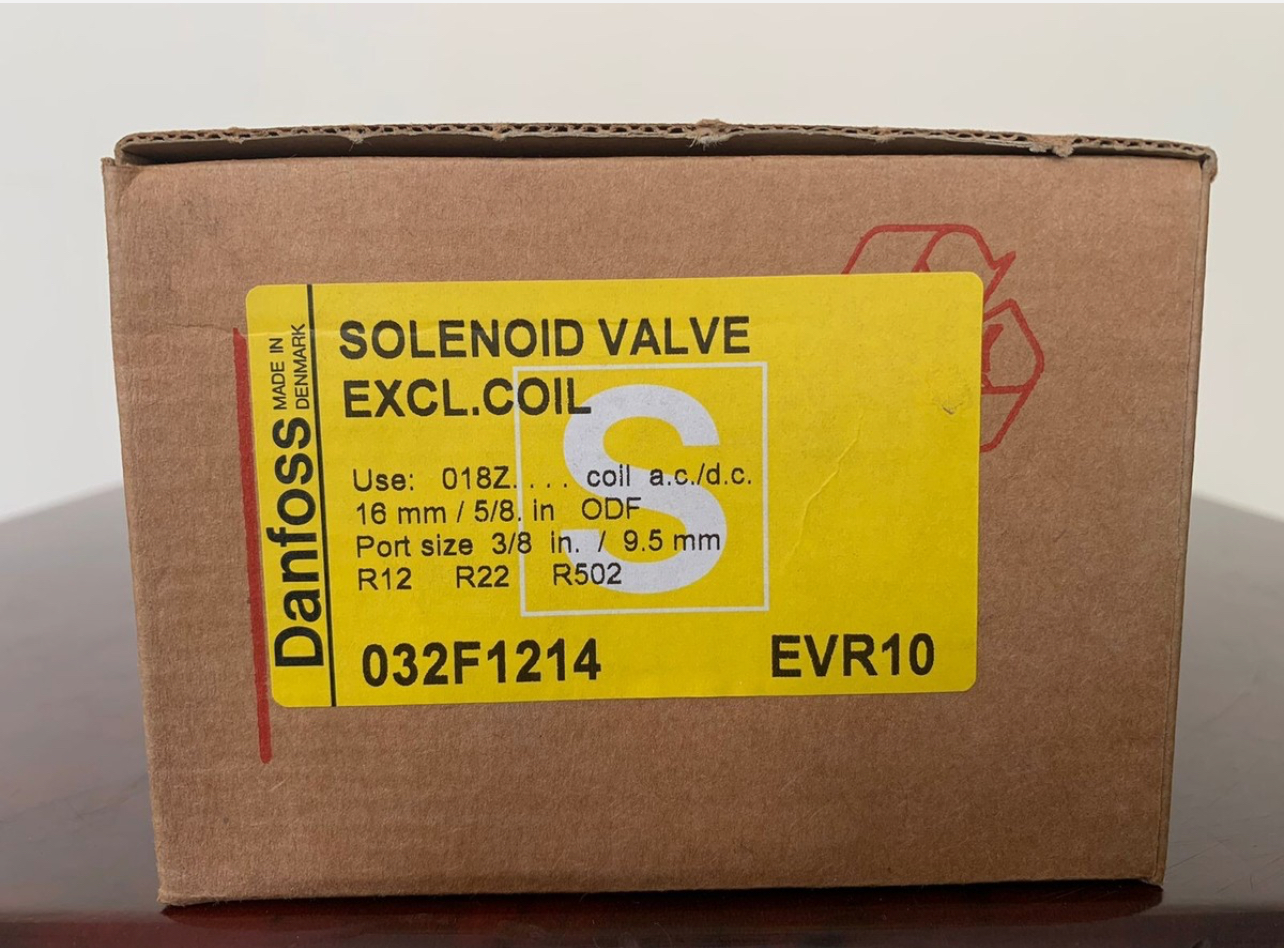 Danfoss
MADE IN
DENMARK
SOLENOID VALVE
EXCL.COIL
S
Use: 018Z. . . . coil a.c./d.c.
16 mm / 5/8. in ODF
Port size 3/8 in. / 9.5 mm
R12 R22 R502
032F1214 EVR10